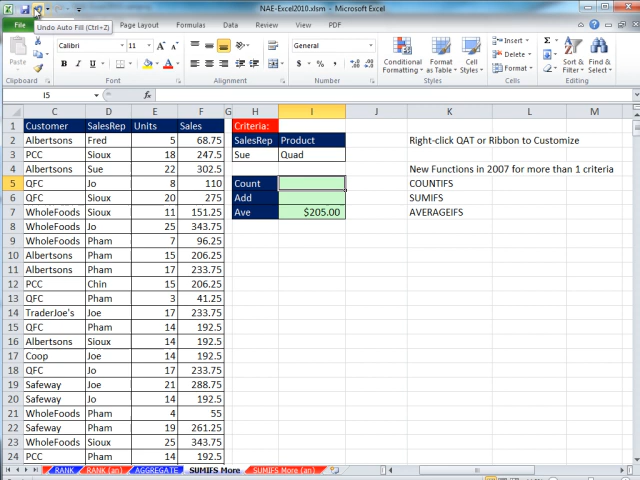 NAE-Excel2010.xlsm - Microsoft Excel
Undo Auto Fill (Ctrl+Z)
File Page Layout Formulas Data Review View PDF
Calibri 11 General
Paste Conditional Formatting Format as Table Cell Styles Insert Delete Format Sort & Filter Find & Select
Clipboard Font Alignment Number Styles Cells Editing
I5 fx
C D E F G H I J K L M
1 Customer SalesRep Units Sales Criteria:
2 Albertsons Fred 5 68.75 SalesRep Product Right-click QAT or Ribbon to Customize
3 PCC Sioux 18 247.5 Sue Quad
4 Albertsons Sue 22 302.5 New Functions in 2007 for more than 1 criteria
5 QFC Jo 8 110 Count COUNTIFS
6 QFC Sioux 20 275 Add SUMIFS
7 WholeFoods Sioux 11 151.25 Ave $205.00 AVERAGEIFS
8 WholeFoods Jo 25 343.75
9 WholeFoods Pham 7 96.25
10 Albertsons Pham 15 206.25
11 Albertsons Pham 17 233.75
12 PCC Chin 15 206.25
13 QFC Pham 3 41.25
14 TraderJoe's Joe 17 233.75
15 QFC Pham 14 192.5
16 Albertsons Joe 14 192.5
17 Coop Joe 14 192.5
18 QFC Jo 17 233.75
19 Safeway Joe 21 288.75
20 Safeway Jo 14 192.5
21 WholeFoods Pham 4 55
22 Safeway Pham 19 261.25
23 WholeFoods Sioux 25 343.75
24 PCC Pham 14 192.5
RANK RANK (an) AGGREGATE SUMIFS More SUMIFS More (an)